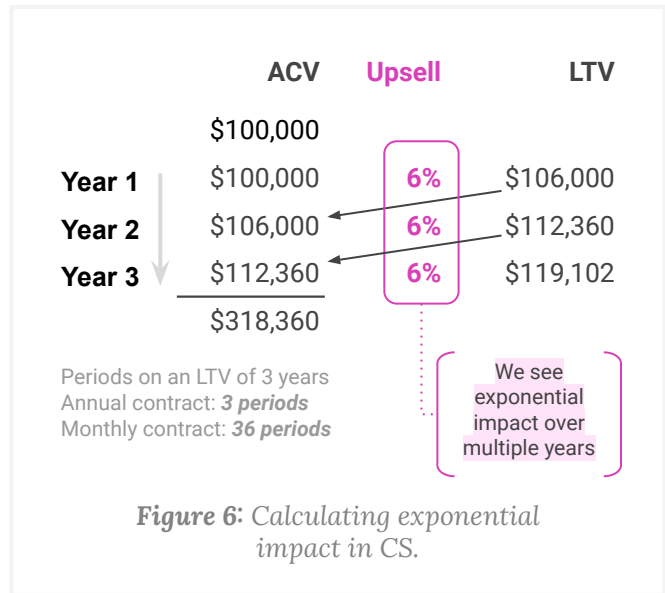 ACV Upsell LTV
$100,000
Year 1 $100,000 6% $106,000
Year 2 $106,000 6% $112,360
Year 3 $112,360 6% $119,102
$318,360
Periods on an LTV of 3 years
Annual contract: 3 periods
Monthly contract: 36 periods
We see
exponential
impact over
multiple years
Figure 6: Calculating exponential
impact in CS.